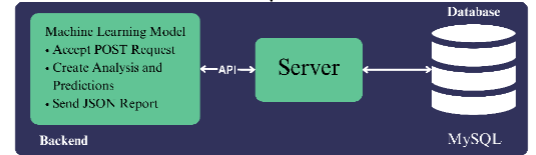 Database
Machine Learning Model
• Accept POST Request
• Create Analysis and
Predictions
• Send JSON Report
API
Server
Backend
MySQL